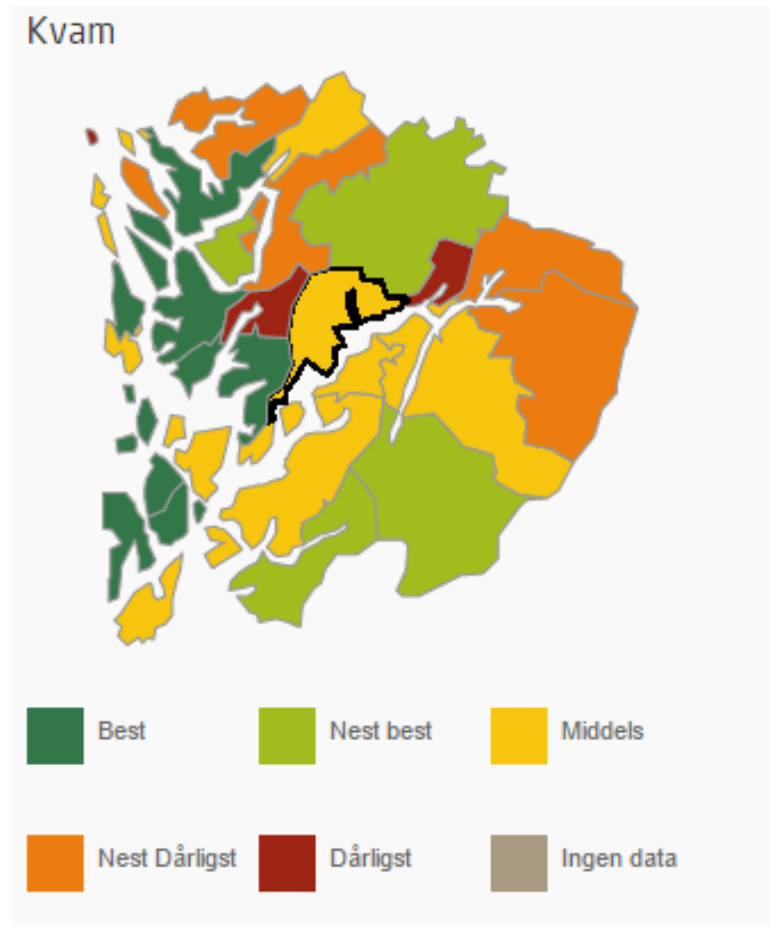 Kvam
Best
Nest best
Middels
Nest Dårligst
Dårligst
Ingen data